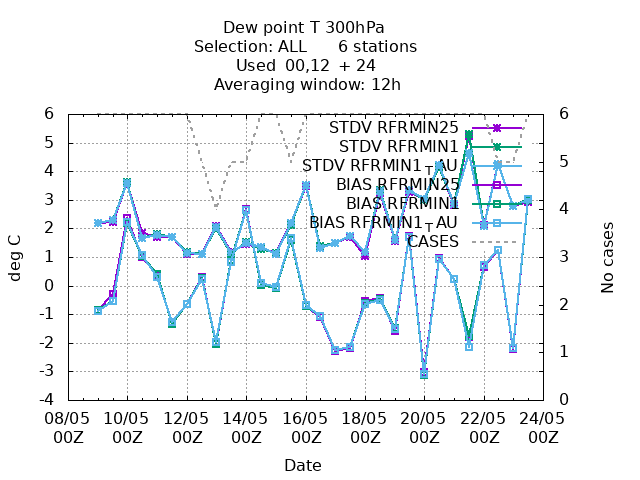 Dew point T 300hPa
Selection: ALL 6 stations
Used 00,12 + 24
Averaging window: 12h
6 6
5
4
3
2
1
0
-1
-2
-3
-4
deg C
5
4
3
2
1
0
No cases
STDV RFRMIN25
STDV RFRMIN1
STDV RFRMIN1_TAU
BIAS RFRMIN25
BIAS RFRMIN1
BIAS RFRMIN1_TAU
CASES
08/05 10/05 12/05 14/05 16/05 18/05 20/05 22/05 24/05
00Z 00Z 00Z 00Z 00Z 00Z 00Z 00Z 00Z
Date